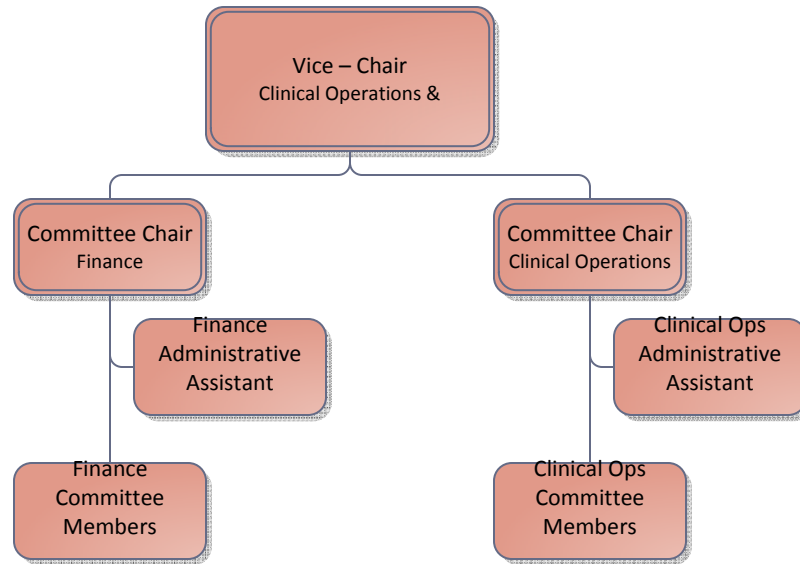 Vice – Chair
Clinical Operations &
Committee Chair
Finance
Committee Chair
Clinical Operations
Finance
Administrative
Assistant
Clinical Ops
Administrative
Assistant
Finance
Committee
Members
Clinical Ops
Committee
Members